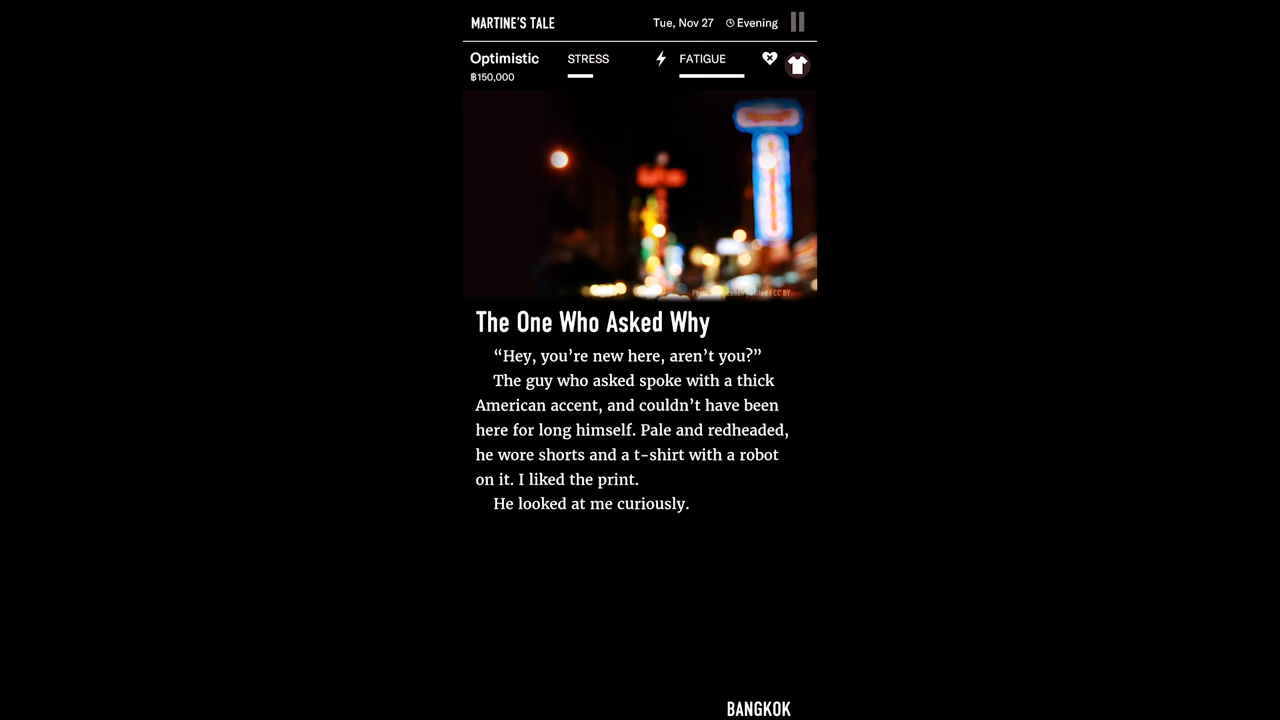 MARTINE'S TALE
Tue, Nov 27 Evening
Optimistic STRESS FATIGUE
฿150,000
The One Who Asked Why
“Hey, you’re new here, aren’t you?”
The guy who asked spoke with a thick
American accent, and couldn’t have been
here for long himself. Pale and redheaded,
he wore shorts and a t-shirt with a robot
on it. I liked the print.
He looked at me curiously.
BANGKOK